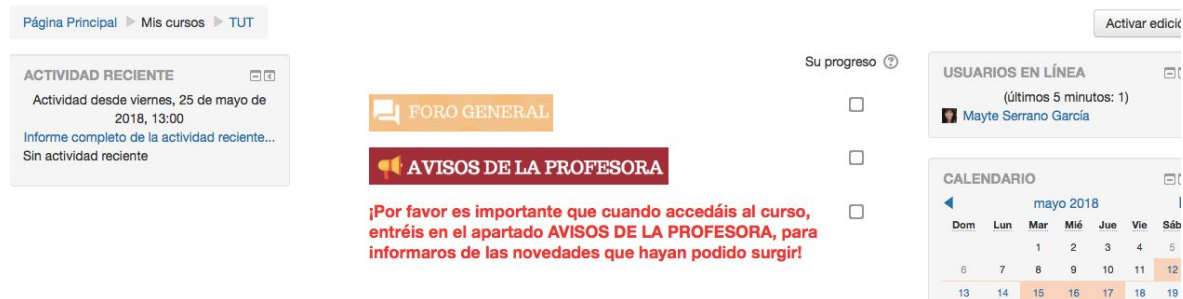 Página Principal ▶ Mis cursos ▶ TUT
Activar edició
ACTIVIDAD RECIENTE
Actividad desde viernes, 25 de mayo de
2018, 13:00
Informe completo de la actividad reciente...
Sin actividad reciente
Su progreso
FORO GENERAL
AVISOS DE LA PROFESORA
¡Por favor es importante que cuando accedáis al curso,
entréis en el apartado AVISOS DE LA PROFESORA, para
informaros de las novedades que hayan podido surgir!
USUARIOS EN LÍNEA
(últimos 5 minutos: 1)
Mayte Serrano García
CALENDARIO
mayo 2018
Dom Lun Mar Mié Jue Vie Sáb
1 2 3 4 5
6 7 8 9 10 11 12
13 14 15 16 17 18 19